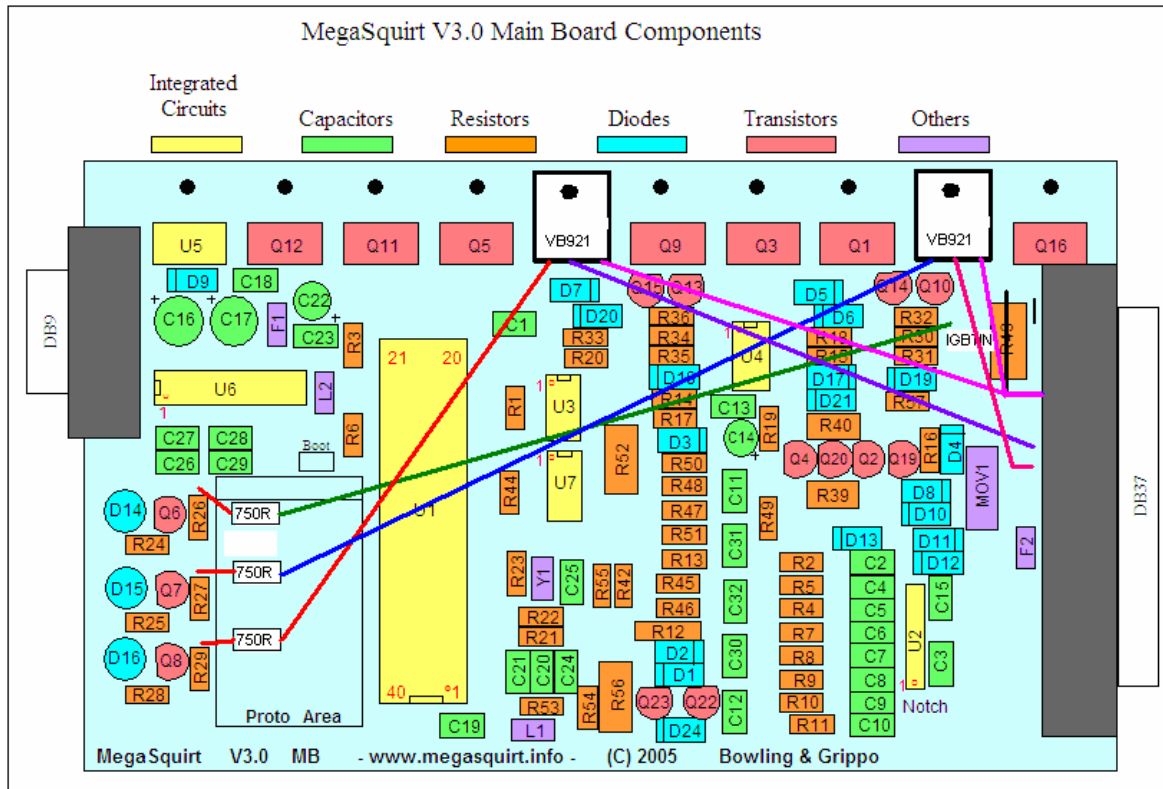 MegaSquirt V3.0 Main Board Components
Integrated
Circuits
Capacitors
Resistors
Diodes
Transistors
Others
U5
Q12
Q11
Q5
VB921
Q9
Q3
Q1
VB921
Q16
DB9
DB37
D9
C18
C16
C17
F1
C22
C23
R3
C1
D7
D20
R33
R20
Q15
Q13
R36
R34
R35
D18
R14
R17
D3
R50
R48
R47
R51
R13
R45
R46
R12
D2
D1
Q23
Q22
D24
1
U4
C13
C14
R19
D5
D6
R18
R15
D17
D21
R40
Q14
Q10
R32
R30
R31
D19
R57
IGBTIN
R43
U6
1
L2
R6
Boot
C27
C28
C26
C29
21
20
U1
40
1
R1
1
U3
1
U7
R44
R52
C11
C31
C32
C30
C12
R49
Q4
Q20
Q2
Q19
R16
D4
R39
D8
D10
MOV1
D11
D12
F2
D13
R2
R5
R4
R7
R8
R9
R10
R11
C2
C4
C5
C6
C7
C8
C9
C10
U2
1
Notch
C15
C3
D14
Q6
R26
R24
D15
Q7
R27
R25
D16
Q8
R29
R28
750R
750R
750R
Proto Area
R23
Y1
C25
R55
R42
R22
R21
C21
C20
C24
R53
L1
R54
R56
C19
MegaSquirt V3.0 MB - www.megasquirt.info - (C) 2005 Bowling & Grippo